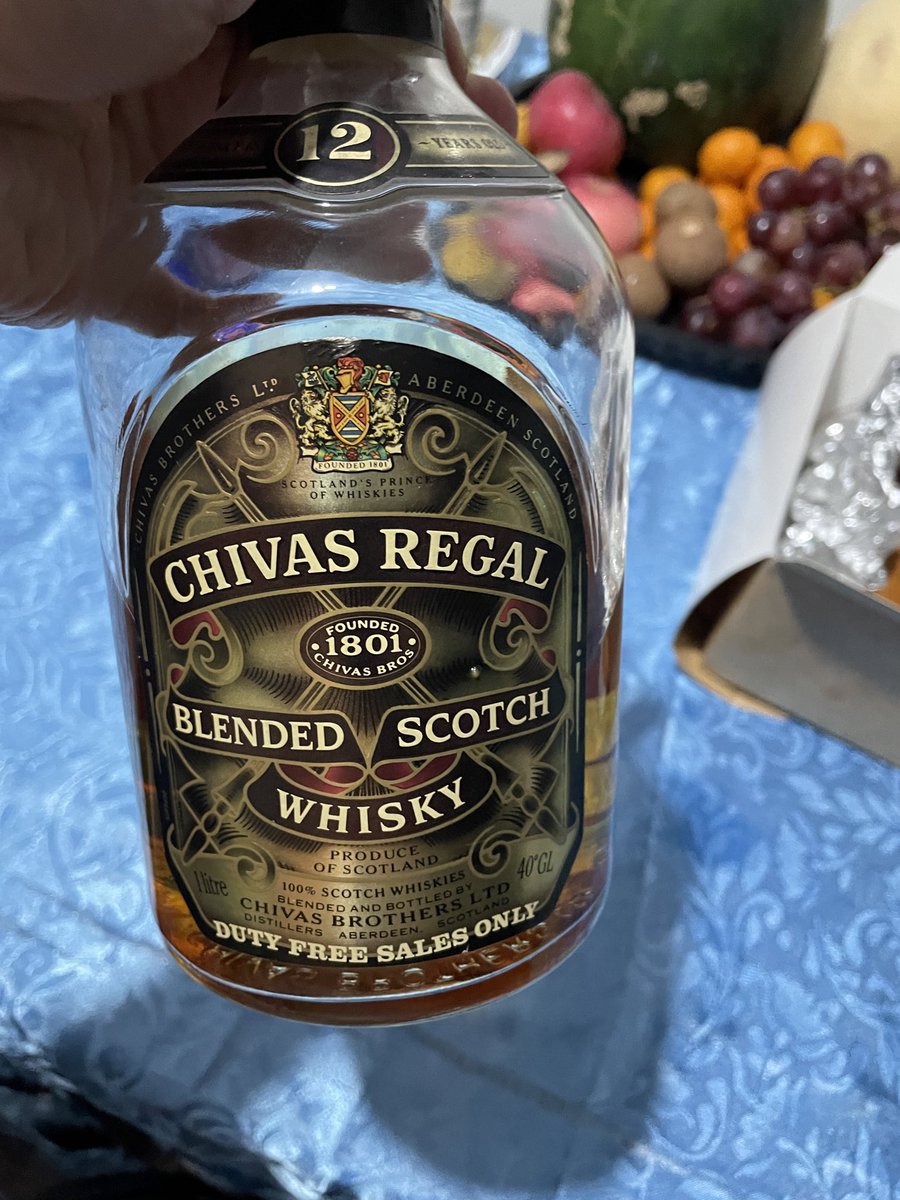 12
YEARS OLD
CHIVAS BROTHERS LTD. ABERDEEN SCOTLAND
FOUNDED 1801
SCOTLAND'S PRINCE
OF WHISKIES
CHIVAS REGAL
FOUNDED
1801
CHIVAS BROS
BLENDED SCOTCH
WHISKY
PRODUCE
OF SCOTLAND
1 litre
40°GL
100% SCOTCH WHISKIES
BLENDED AND BOTTLED BY
CHIVAS BROTHERS LTD
DISTILLERS ABERDEEN, SCOTLAND
DUTY FREE SALES ONLY